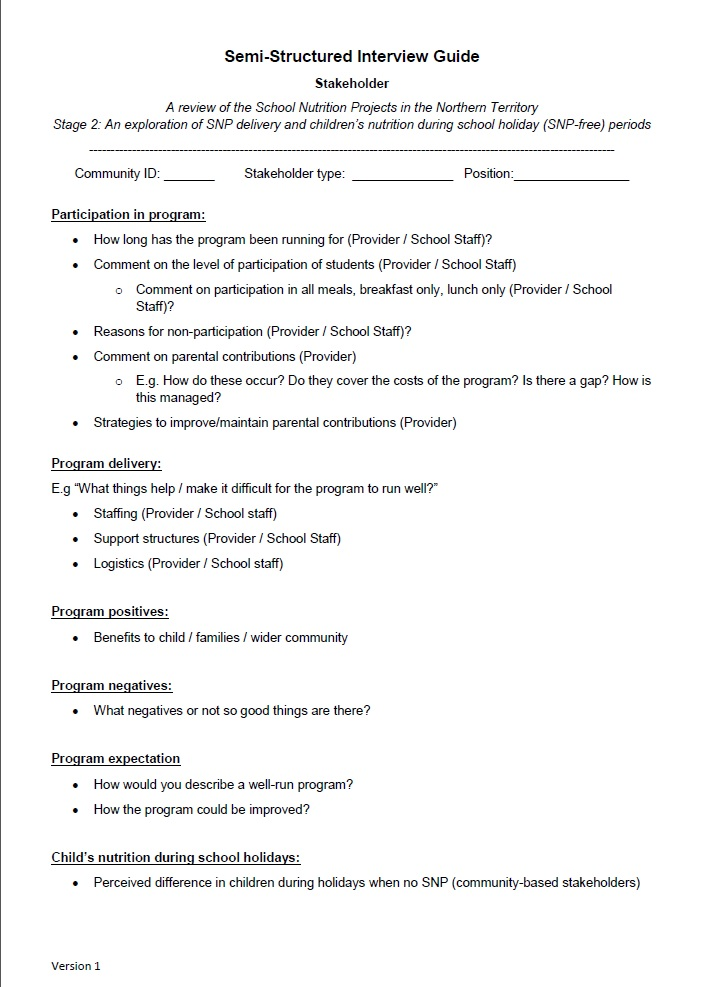 Semi-Structured Interview Guide
Stakeholder
A review of the School Nutrition Projects in the Northern Territory
Stage 2: An exploration of SNP delivery and children's nutrition during school holiday (SNP-free) periods
Community ID: _______ Stakeholder type: ______________ Position:________________
Participation in program:
• How long has the program been running for (Provider / School Staff)?
• Comment on the level of participation of students (Provider / School Staff)
o Comment on participation in all meals, breakfast only, lunch only (Provider / School
Staff)?
• Reasons for non-participation (Provider / School Staff)?
• Comment on parental contributions (Provider)
o E.g. How do these occur? Do they cover the costs of the program? Is there a gap? How is
this managed?
• Strategies to improve/maintain parental contributions (Provider)
Program delivery:
E.g “What things help / make it difficult for the program to run well?”
• Staffing (Provider / School staff)
• Support structures (Provider / School Staff)
• Logistics (Provider / School staff)
Program positives:
• Benefits to child / families / wider community
Program negatives:
• What negatives or not so good things are there?
Program expectation
• How would you describe a well-run program?
• How the program could be improved?
Child's nutrition during school holidays:
• Perceived difference in children during holidays when no SNP (community-based stakeholders)
Version 1